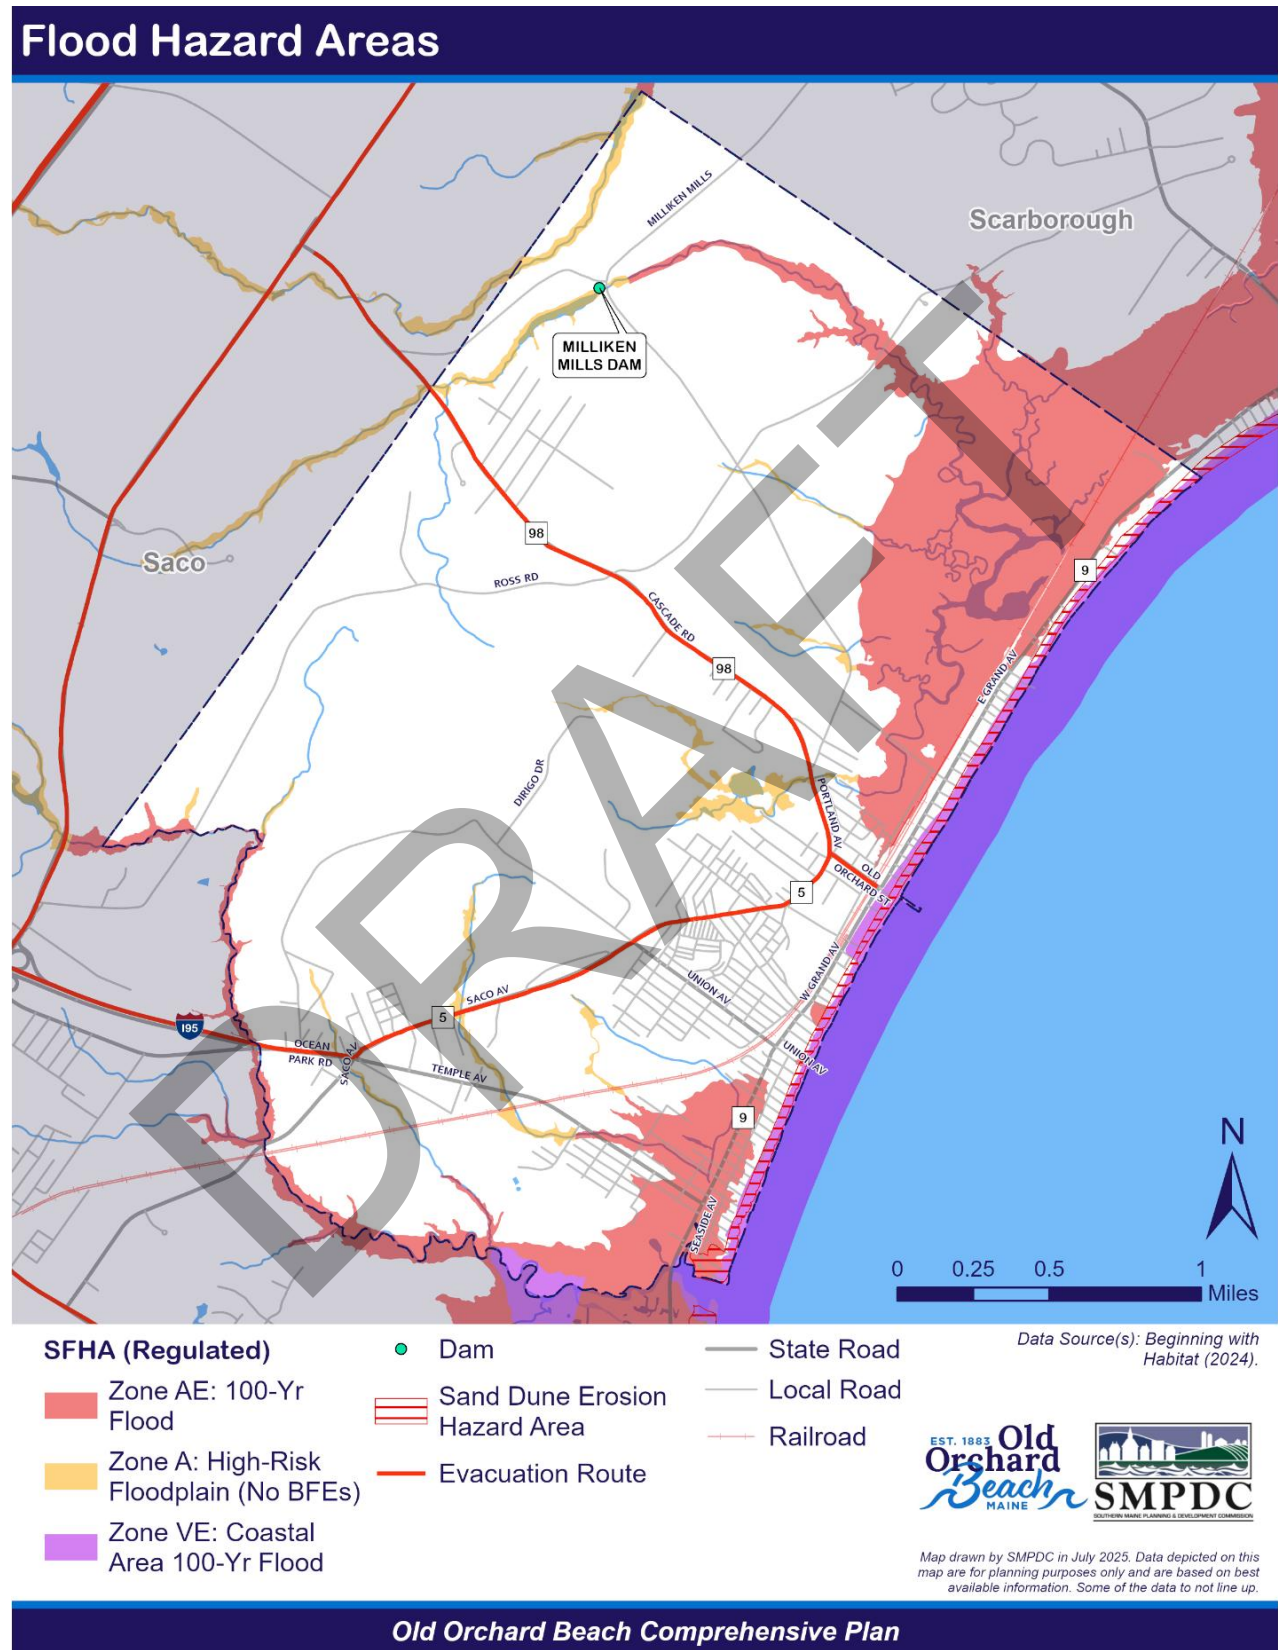 Flood Hazard Areas
Scarborough
MILLIKEN MILLS
MILLIKEN
MILLS DAM
Saco
98
ROSS RD
9
CASCADE RD
98
E GRAND AV
DIRIGO DR
PORTLAND AV
OLD
ORCHARD ST
5
W GRAND AV
UNION AV
SACO AV
5
I95
OCEAN
PARK RD
SACO AV
TEMPLE AV
UNION AV
9
SEASIDE AV
DRAFT
N
0 0.25 0.5 1
Miles
SFHA (Regulated)
Zone AE: 100-Yr
Flood
Zone A: High-Risk
Floodplain (No BFEs)
Zone VE: Coastal
Area 100-Yr Flood
Dam
Sand Dune Erosion
Hazard Area
Evacuation Route
State Road
Local Road
Railroad
Data Source(s): Beginning with
Habitat (2024).
EST. 1883 Old
Orchard
Beach
MAINE
SMPDC
SOUTHERN MAINE PLANNING & DEVELOPMENT COMMISSION
Map drawn by SMPDC in July 2025. Data depicted on this
map are for planning purposes only and are based on best
available information. Some of the data to not line up.
Old Orchard Beach Comprehensive Plan